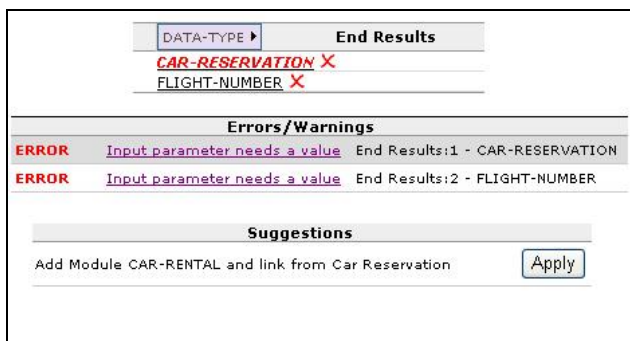 DATA-TYPE End Results
CAR-RESERVATION
FLIGHT-NUMBER
Errors/Warnings
ERROR Input parameter needs a value End Results:1 - CAR-RESERVATION
ERROR Input parameter needs a value End Results:2 - FLIGHT-NUMBER
Suggestions
Add Module CAR-RENTAL and link from Car Reservation Apply